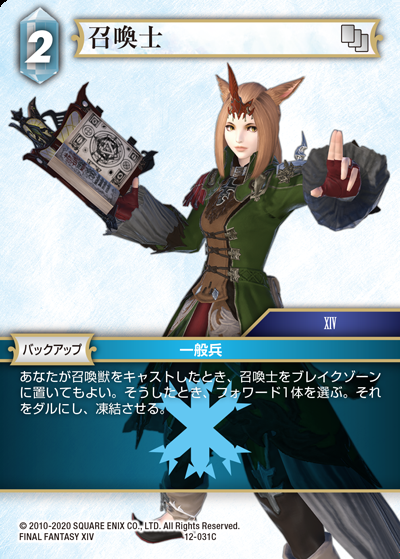 2
召喚士
XIV
バックアップ
一般兵
あなたが召喚獣をキャストしたとき、召喚士をブレイクゾーン
に置いてもよい。そうしたとき、フォワード1体を選ぶ。それ
をダルにし、凍結させる。
© 2010-2020 SQUARE ENIX CO., LTD. All Rights Reserved.
FINAL FANTASY XIV 12-031C